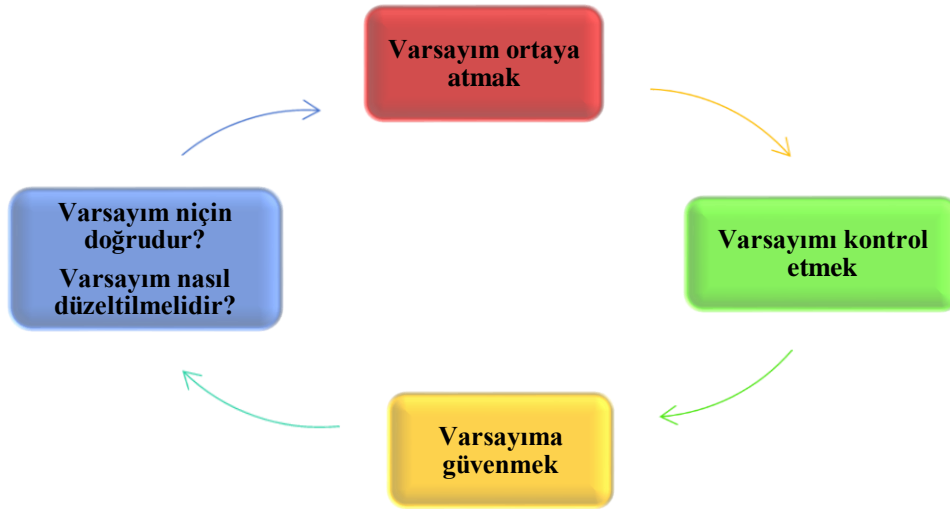 Varsayım ortaya
atmak
Varsayımı kontrol
etmek
Varsayıma
güvenmek
Varsayım niçin
doğrudur?
Varsayım nasıl
düzeltilmelidir?